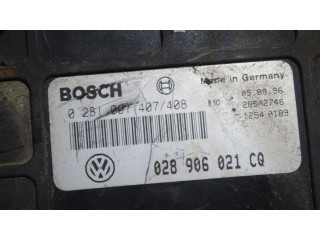 BOSCH
Made in Germany
0 281 001 407/408
05.08.96
810
28SA2746
1254 0189
028 906 021 CQ